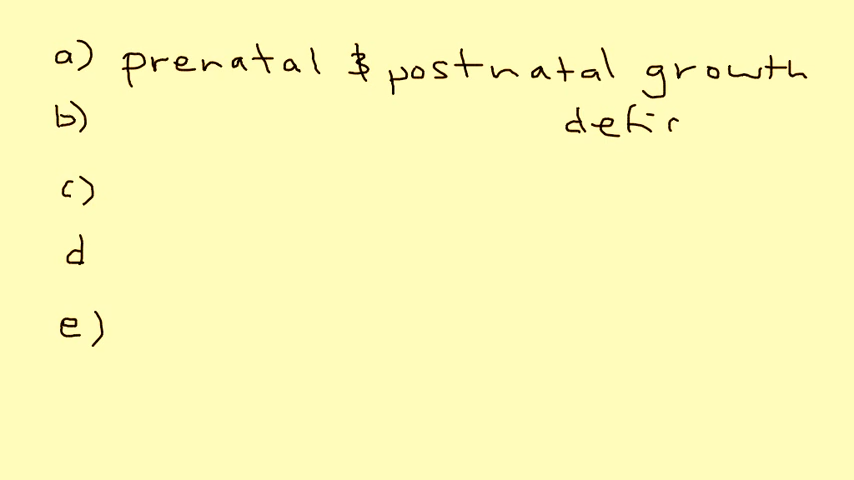 a) prenatal & postnatal growth
b) defic
c)
d
e)